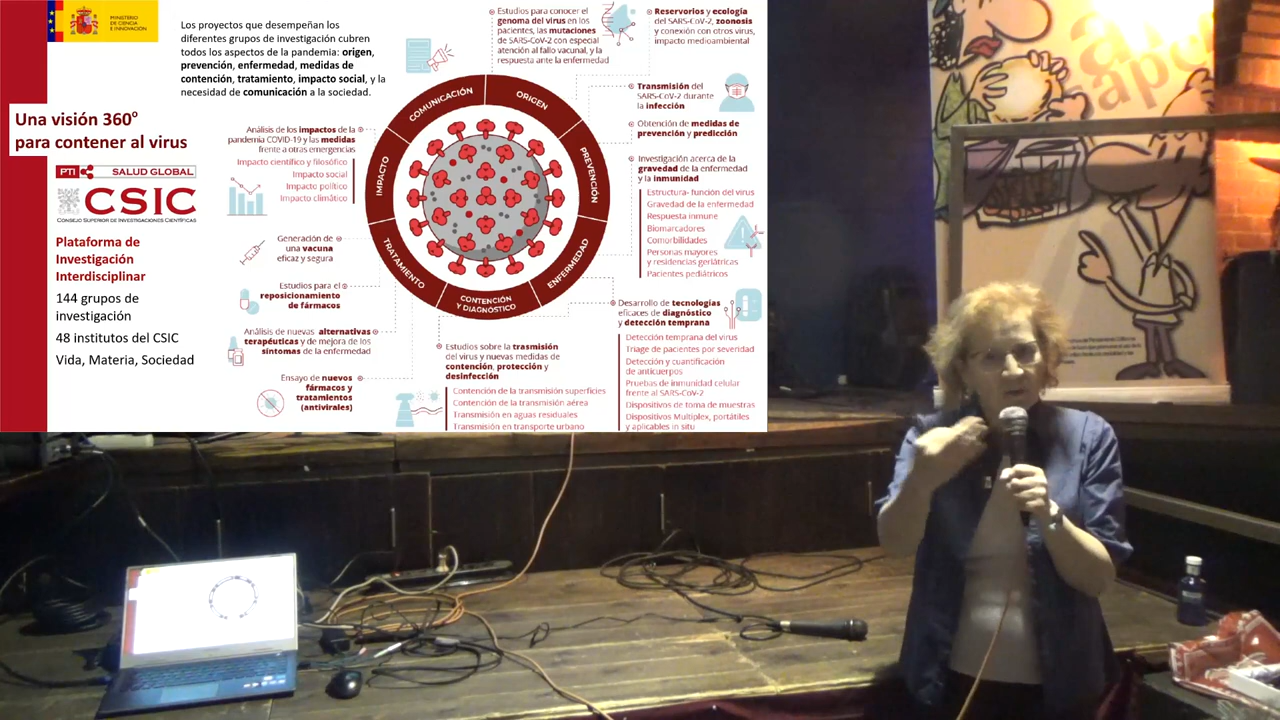 MINISTERIO
DE CIENCIA
E INNOVACIÓN
Los proyectos que desempeñan los
diferentes grupos de investigación cubren
todos los aspectos de la pandemia: origen,
prevención, enfermedad, medidas de
contención, tratamiento, impacto social, y la
necesidad de comunicación a la sociedad.
Una visión 360º
para contener al virus
PTI SALUD GLOBAL
CSIC
CONSEJO SUPERIOR DE INVESTIGACIONES CIENTÍFICAS
Plataforma de
Investigación
Interdisciplinar
144 grupos de
investigación
48 institutos del CSIC
Vida, Materia, Sociedad
COMUNICACIÓN
ORIGEN
PREVENCIÓN
ENFERMEDAD
CONTENCIÓN
Y DIAGNÓSTICO
TRATAMIENTO
IMPACTO
Estudios para conocer el
genoma del virus en los
pacientes, las mutaciones
de SARS-CoV-2 con especial
atención al fallo vacunal, y la
respuesta ante la enfermedad
Reservorios y ecología
del SARS-CoV-2, zoonosis
y conexión con otros virus,
impacto medioambiental
Transmisión del
SARS-CoV-2 durante
la infección
Obtención de medidas de
prevención y predicción
Investigación acerca de la
gravedad de la enfermedad
y la inmunidad
Estructura- función del virus
Gravedad de la enfermedad
Respuesta inmune
Biomarcadores
Comorbilidades
Personas mayores
y residencias geriátricas
Pacientes pediátricos
Desarrollo de tecnologías
eficaces de diagnóstico
y detección temprana
Detección temprana del virus
Triage de pacientes por severidad
Detección y cuantificación
de anticuerpos
Pruebas de inmunidad celular
frente al SARS-CoV-2
Dispositivos de toma de muestras
Dispositivos Multiplex, portátiles
y aplicables in situ
Estudios sobre la trasmisión
del virus y nuevas medidas de
contención, protección y
desinfección
Contención de la transmisión superficies
Contención de la transmisión aérea
Transmisión en aguas residuales
Transmisión en transporte urbano
Análisis de los impactos de la
pandemia COVID-19 y las medidas
frente a otras emergencias
Impacto científico y filosófico
Impacto social
Impacto político
Impacto climático
Generación de
una vacuna
eficaz y segura
Estudios para el
reposicionamiento
de fármacos
Análisis de nuevas alternativas
terapéuticas y de mejora de los
síntomas de la enfermedad
Ensayo de nuevos
fármacos y
tratamientos
(antivirales)